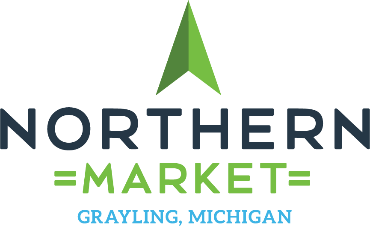 NORTHERN
=MARKET=
GRAYLING, MICHIGAN